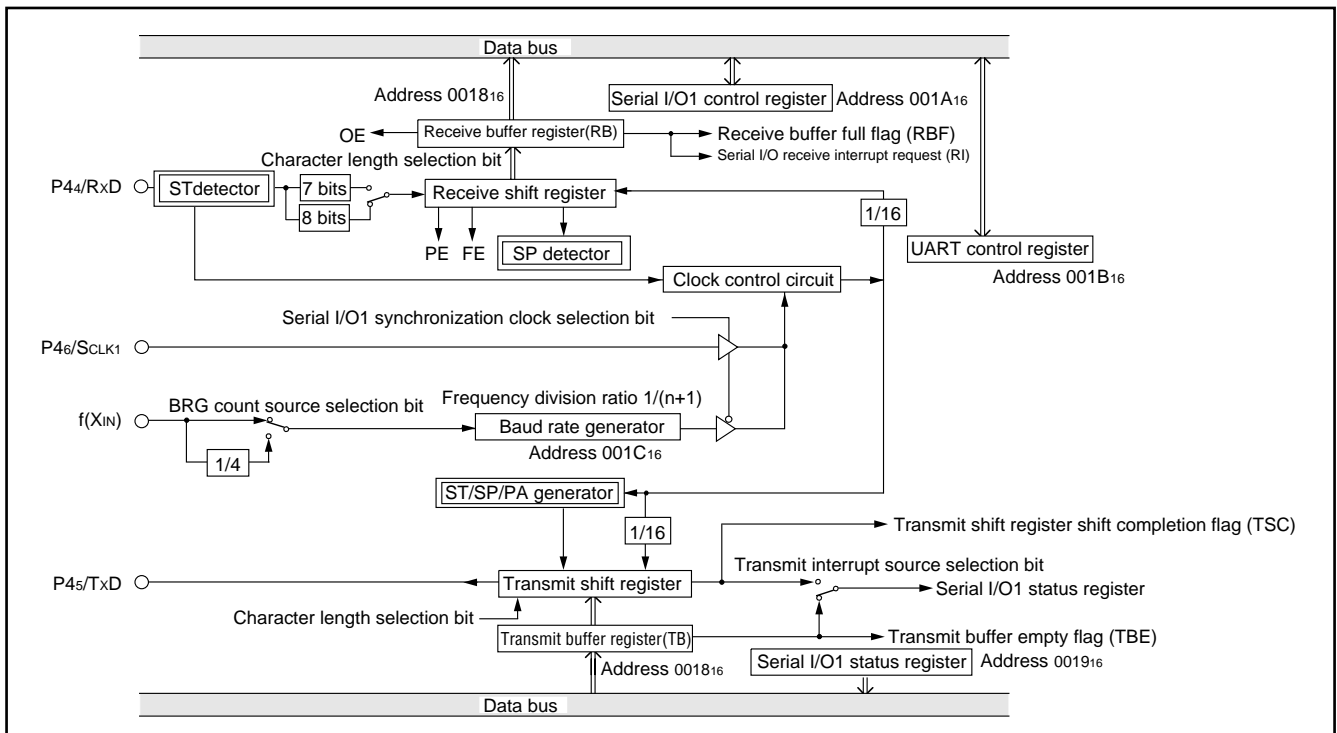 Data bus
Address 001816
Serial I/O1 control register
Address 001A16
OE
Receive buffer register(RB)
Receive buffer full flag (RBF)
Serial I/O receive interrupt request (RI)
Character length selection bit
P44/RXD
STdetector
7 bits
8 bits
Receive shift register
1/16
PE
FE
SP detector
UART control register
Address 001B16
Clock control circuit
Serial I/O1 synchronization clock selection bit
P46/SCLK1
f(XIN)
BRG count source selection bit
Frequency division ratio 1/(n+1)
Baud rate generator
Address 001C16
1/4
ST/SP/PA generator
1/16
Transmit shift register shift completion flag (TSC)
Transmit interrupt source selection bit
P45/TXD
Transmit shift register
Serial I/O1 status register
Character length selection bit
Transmit buffer register(TB)
Transmit buffer empty flag (TBE)
Address 001816
Serial I/O1 status register
Address 001916
Data bus